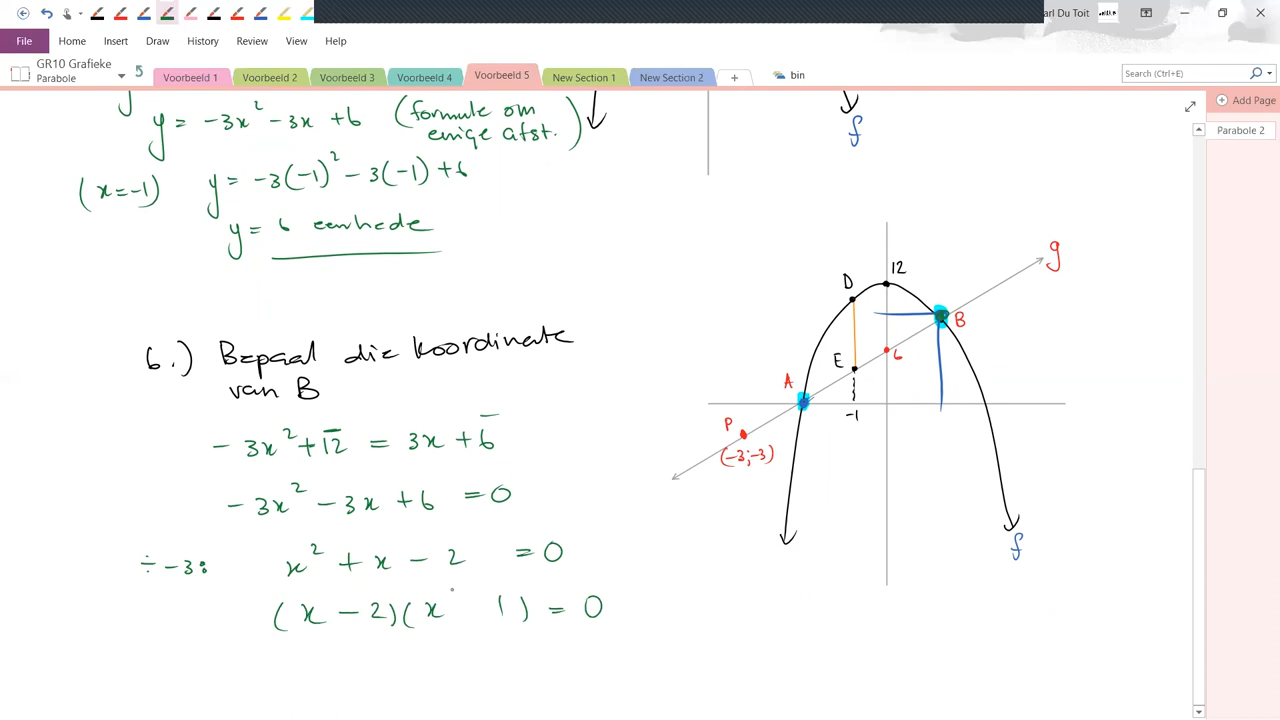 arl Du Toit
File Home Insert Draw History Review View Help
GR10 Grafieke
Parabole
Voorbeeld 1 Voorbeeld 2 Voorbeeld 3 Voorbeeld 4 Voorbeeld 5 New Section 1 New Section 2 + bin
Search (Ctrl+E)
Add Page
Parabole 2
y = -3x² - 3x + 6 (formule om
enige afst.)
(x=-1) y = -3(-1)² - 3(-1) + 6
y = 6 eenhede
6.) Bepaal die koordinate
van B
-3x² + 12 = 3x + 6
-3x² - 3x + 6 = 0
÷ -3: x² + x - 2 = 0
(x - 2)(x 1) = 0
f
g
12
D
B
6
E
A
-1
P
(-3;-3)
f